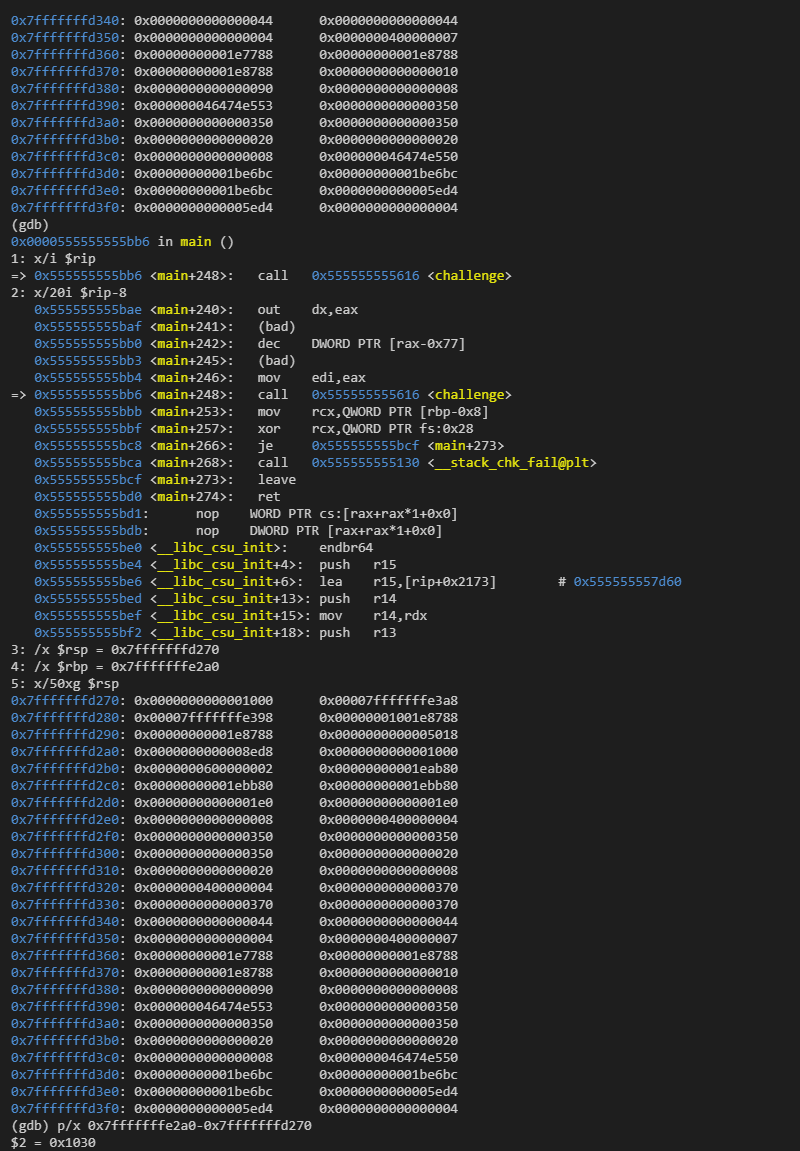 0x7fffffffd340: 0x0000000000000044      0x0000000000000044
0x7fffffffd350: 0x0000000000000004      0x0000000400000007
0x7fffffffd360: 0x00000000001e7788      0x00000000001e8788
0x7fffffffd370: 0x00000000001e8788      0x0000000000000010
0x7fffffffd380: 0x0000000000000090      0x0000000000000008
0x7fffffffd390: 0x000000046474e553      0x0000000000000350
0x7fffffffd3a0: 0x0000000000000350      0x0000000000000350
0x7fffffffd3b0: 0x0000000000000020      0x0000000000000020
0x7fffffffd3c0: 0x0000000000000008      0x000000046474e550
0x7fffffffd3d0: 0x00000000001be6bc      0x00000000001be6bc
0x7fffffffd3e0: 0x00000000001be6bc      0x0000000000005ed4
0x7fffffffd3f0: 0x0000000000005ed4      0x0000000000000004
(gdb)
0x0000555555555bb6 in main ()
1: x/i $rip
=> 0x555555555bb6 <main+248>:   call   0x555555555616 <challenge>
2: x/20i $rip-8
   0x555555555bae <main+240>:   out    dx,eax
   0x555555555baf <main+241>:   (bad)
   0x555555555bb0 <main+242>:   dec    DWORD PTR [rax-0x77]
   0x555555555bb3 <main+245>:   (bad)
   0x555555555bb4 <main+246>:   mov    edi,eax
=> 0x555555555bb6 <main+248>:   call   0x555555555616 <challenge>
   0x555555555bbb <main+253>:   mov    rcx,QWORD PTR [rbp-0x8]
   0x555555555bbf <main+257>:   xor    rcx,QWORD PTR fs:0x28
   0x555555555bc8 <main+266>:   je     0x555555555bcf <main+273>
   0x555555555bca <main+268>:   call   0x555555555130 <__stack_chk_fail@plt>
   0x555555555bcf <main+273>:   leave
   0x555555555bd0 <main+274>:   ret
   0x555555555bd1:      nop    WORD PTR cs:[rax+rax*1+0x0]
   0x555555555bdb:      nop    DWORD PTR [rax+rax*1+0x0]
   0x555555555be0 <__libc_csu_init>:    endbr64
   0x555555555be4 <__libc_csu_init+4>:  push   r15
   0x555555555be6 <__libc_csu_init+6>:  lea    r15,[rip+0x2173]        # 0x555555557d60
   0x555555555bed <__libc_csu_init+13>: push   r14
   0x555555555bef <__libc_csu_init+15>: mov    r14,rdx
   0x555555555bf2 <__libc_csu_init+18>: push   r13
3: /x $rsp = 0x7fffffffd270
4: /x $rbp = 0x7fffffffe2a0
5: x/50xg $rsp
0x7fffffffd270: 0x0000000000001000      0x00007fffffffe3a8
0x7fffffffd280: 0x00007fffffffe398      0x00000001001e8788
0x7fffffffd290: 0x00000000001e8788      0x0000000000005018
0x7fffffffd2a0: 0x0000000000008ed8      0x0000000000001000
0x7fffffffd2b0: 0x0000000600000002      0x00000000001eab80
0x7fffffffd2c0: 0x00000000001ebb80      0x00000000001ebb80
0x7fffffffd2d0: 0x00000000000001e0      0x00000000000001e0
0x7fffffffd2e0: 0x0000000000000008      0x0000000400000004
0x7fffffffd2f0: 0x0000000000000350      0x0000000000000350
0x7fffffffd300: 0x0000000000000350      0x0000000000000020
0x7fffffffd310: 0x0000000000000020      0x0000000000000008
0x7fffffffd320: 0x0000000400000004      0x0000000000000370
0x7fffffffd330: 0x0000000000000370      0x0000000000000370
0x7fffffffd340: 0x0000000000000044      0x0000000000000044
0x7fffffffd350: 0x0000000000000004      0x0000000400000007
0x7fffffffd360: 0x00000000001e7788      0x00000000001e8788
0x7fffffffd370: 0x00000000001e8788      0x0000000000000010
0x7fffffffd380: 0x0000000000000090      0x0000000000000008
0x7fffffffd390: 0x000000046474e553      0x0000000000000350
0x7fffffffd3a0: 0x0000000000000350      0x0000000000000350
0x7fffffffd3b0: 0x0000000000000020      0x0000000000000020
0x7fffffffd3c0: 0x0000000000000008      0x000000046474e550
0x7fffffffd3d0: 0x00000000001be6bc      0x00000000001be6bc
0x7fffffffd3e0: 0x00000000001be6bc      0x0000000000005ed4
0x7fffffffd3f0: 0x0000000000005ed4      0x0000000000000004
(gdb) p/x 0x7fffffffe2a0-0x7fffffffd270
$2 = 0x1030